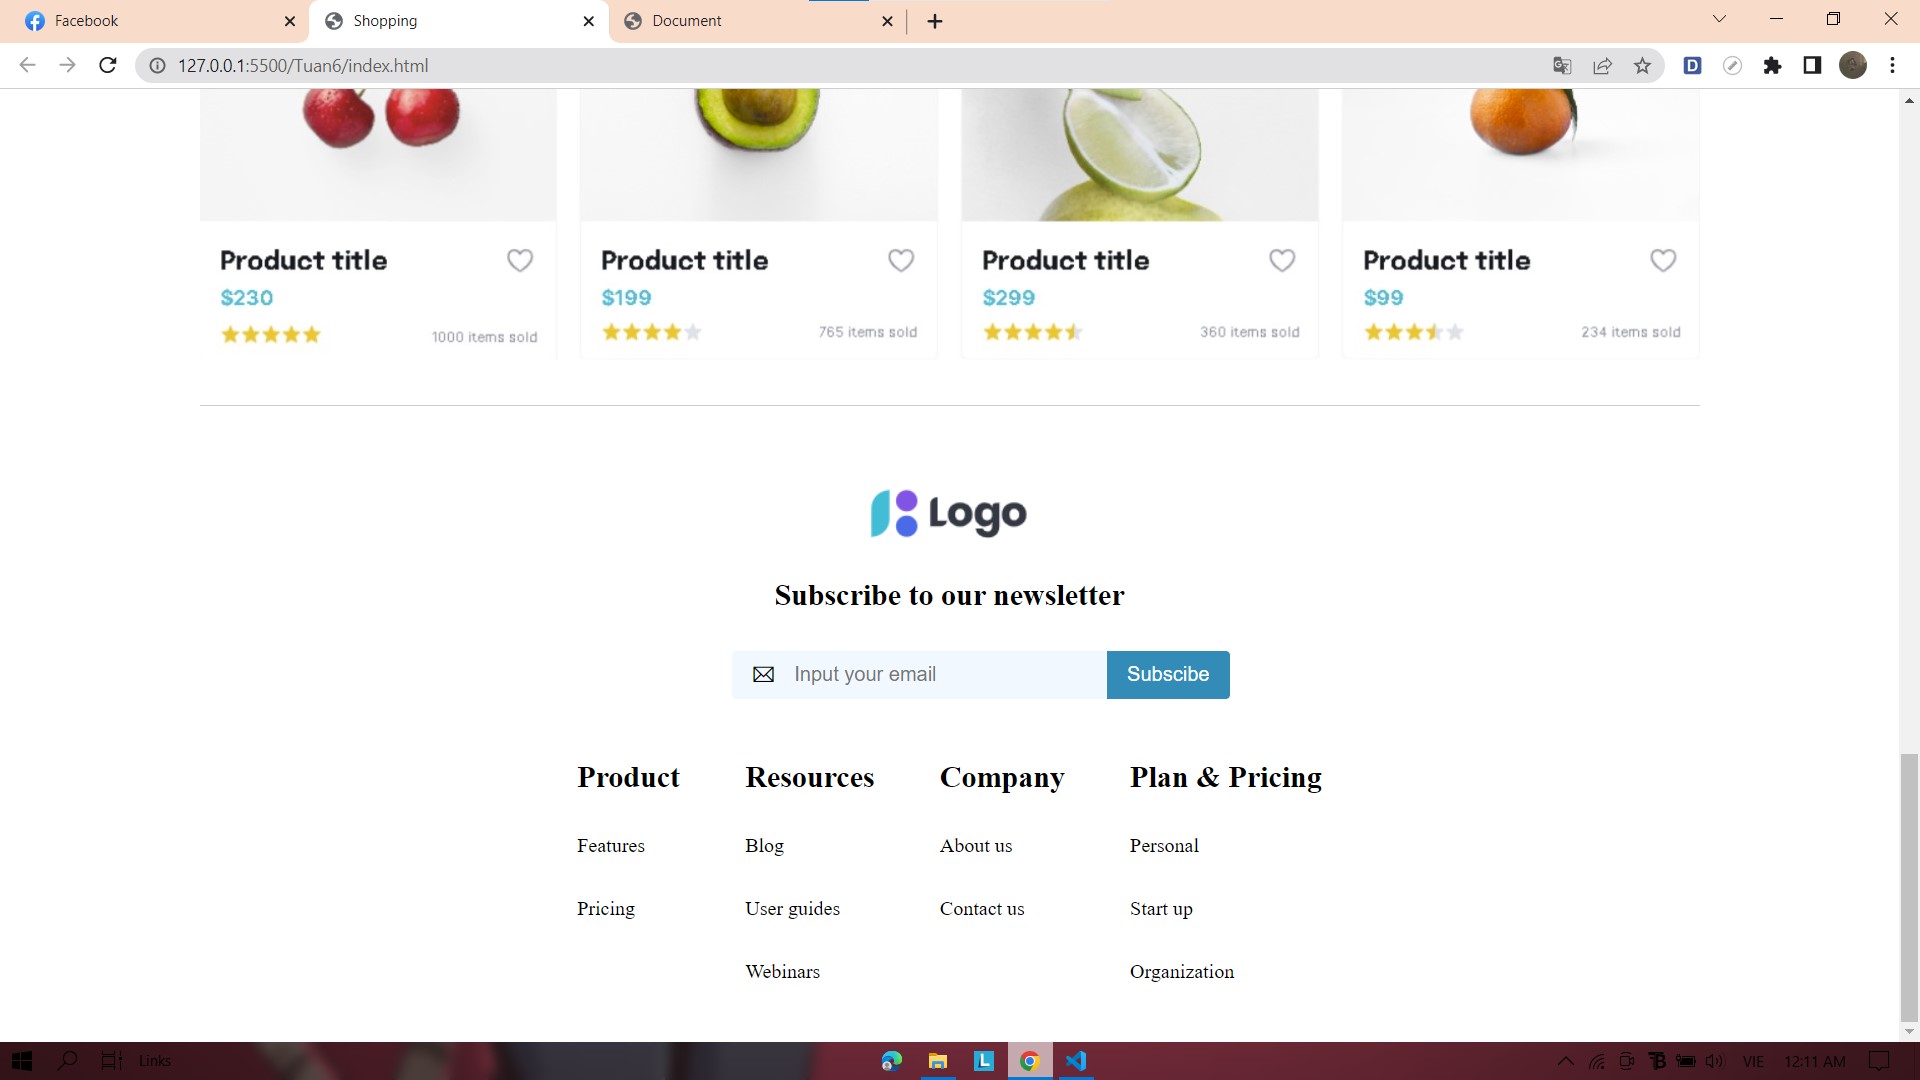 Facebook
Shopping
Document
127.0.0.1:5500/Tuan6/index.html
D
Product title
$230
1000 items sold
Product title
$199
765 items sold
Product title
$299
360 items sold
Product title
$99
234 items sold
Logo
Subscribe to our newsletter
Input your email
Subscibe
Product
Features
Pricing
Resources
Blog
User guides
Webinars
Company
About us
Contact us
Plan & Pricing
Personal
Start up
Organization
Links
L
VIE
12:11 AM